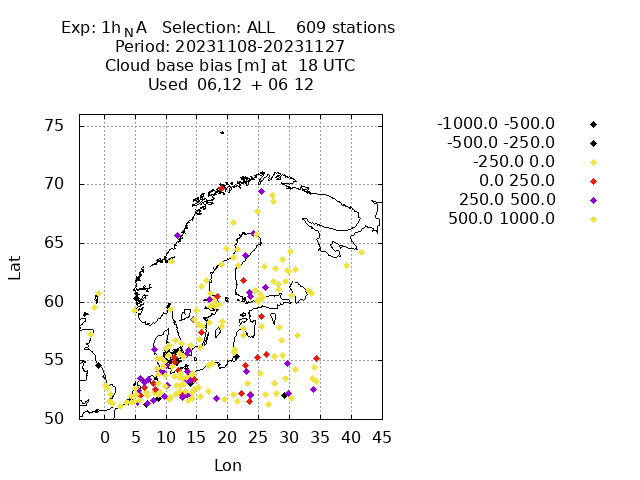 Exp: 1h_N A Selection: ALL 609 stations
Period: 20231108-20231127
Cloud base bias [m] at 18 UTC
Used 06,12 + 06 12
-1000.0 -500.0
-500.0 -250.0
-250.0 0.0
0.0 250.0
250.0 500.0
500.0 1000.0
75
70
65
60
55
50
Lat
0 5 10 15 20 25 30 35 40 45
Lon